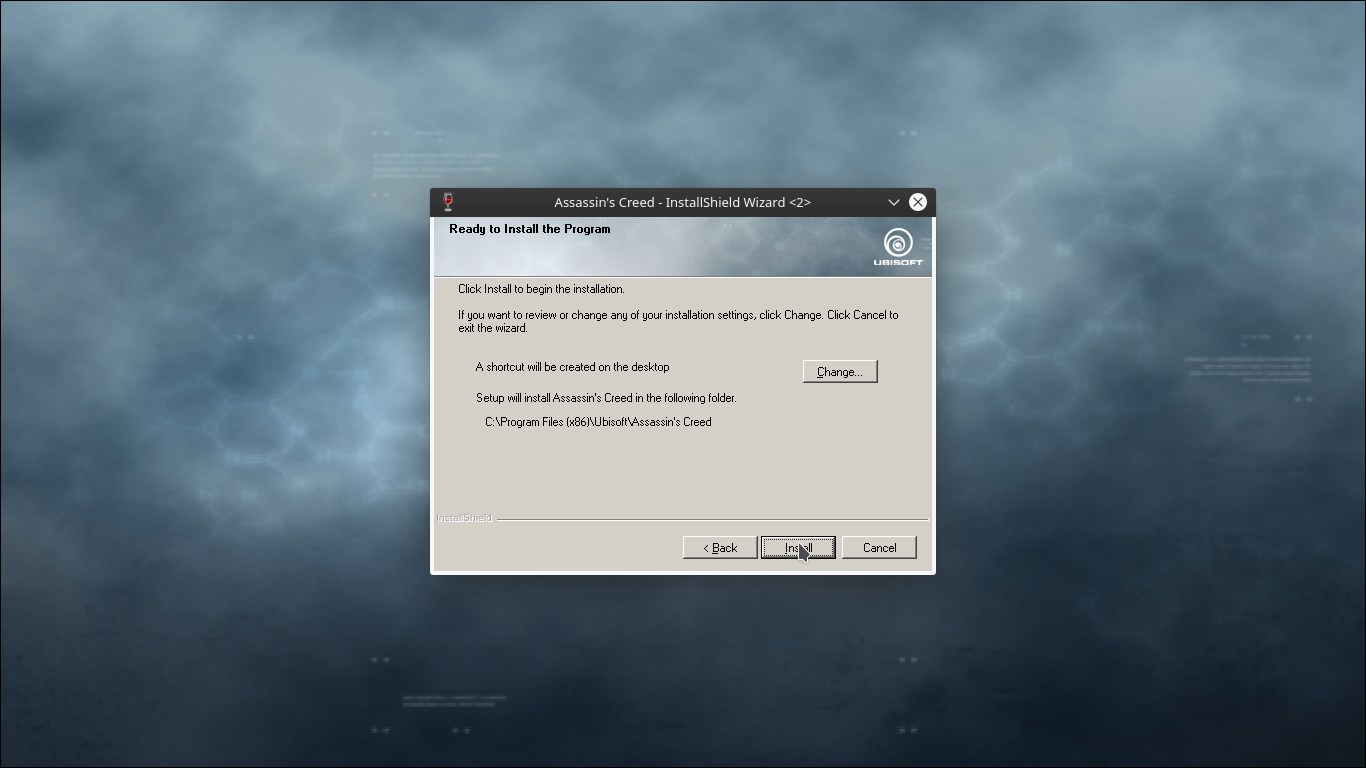 Assassin's Creed - InstallShield Wizard <2>
Ready to Install the Program
UBISOFT
Click Install to begin the installation.
If you want to review or change any of your installation settings, click Change. Click Cancel to
exit the wizard.
A shortcut will be created on the desktop
Change...
Setup will install Assassin's Creed in the following folder.
C:\Program Files (x86)\Ubisoft\Assassin's Creed
InstallShield
< Back
Install
Cancel